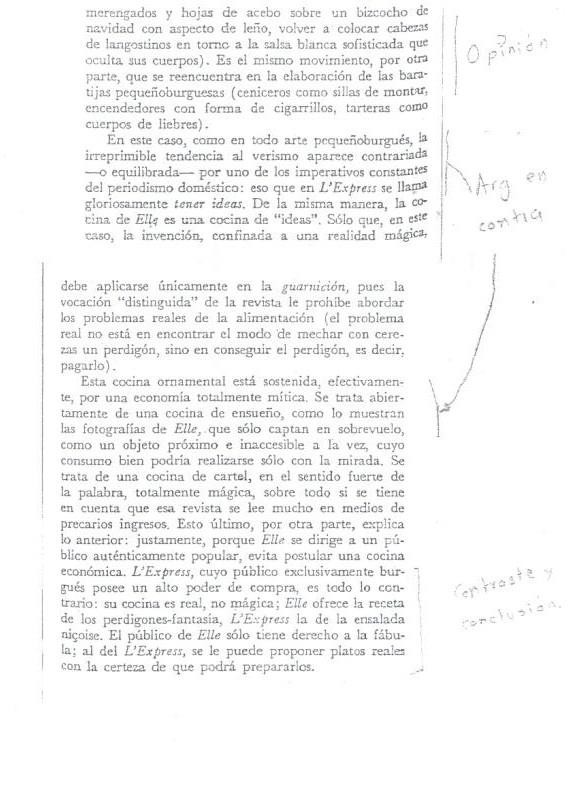 merengados y hojas de acebo sobre un bizcocho de
navidad con aspecto de leño, volver a colocar cabezas
de langostinos en torno a la salsa blanca sofisticada que
oculta sus cuerpos). Es el mismo movimiento, por otra
parte, que se reencuentra en la elaboración de las bara-
tijas pequeñoburguesas (ceniceros como sillas de montar,
encendedores con forma de cigarrillos, tarteras como
cuerpos de liebres).
Opinión
En este caso, como en todo arte pequeñoburgués, la
irreprimible tendencia al verismo aparece contrariada
—o equilibrada— por uno de los imperativos constantes
del periodismo doméstico: eso que en L'Express se llama
gloriosamente tener ideas. De la misma manera, la co-
cina de Elle es una cocina de "ideas". Sólo que, en este
caso, la invención, confinada a una realidad mágica,
Arg en
contra
debe aplicarse únicamente en la guarnición, pues la
vocación "distinguida" de la revista le prohíbe abordar
los problemas reales de la alimentación (el problema
real no está en encontrar el modo de mechar con cere-
zas un perdigón, sino en conseguir el perdigón, es decir,
pagarlo).
Esta cocina ornamental está sostenida, efectivamen-
te, por una economía totalmente mítica. Se trata abier-
tamente de una cocina de ensueño, como lo muestran
las fotografías de Elle, que sólo captan en sobrevuelo,
como un objeto próximo e inaccesible a la vez, cuyo
consumo bien podría realizarse sólo con la mirada. Se
trata de una cocina de cartel, en el sentido fuerte de
la palabra, totalmente mágica, sobre todo si se tiene
en cuenta que esa revista se lee mucho en medios de
precarios ingresos. Esto último, por otra parte, explica
lo anterior: justamente, porque Elle se dirige a un pú-
blico auténticamente popular, evita postular una cocina
económica. L'Express, cuyo público exclusivamente bur-
gués posee un alto poder de compra, es todo lo con-
trario: su cocina es real, no mágica; Elle ofrece la receta
de los perdigones-fantasía, L'Express la de la ensalada
niçoise. El público de Elle sólo tiene derecho a la fábu-
la; al del L'Express, se le puede proponer platos reales
con la certeza de que podrá prepararlos.
Contraste y
conclusión.